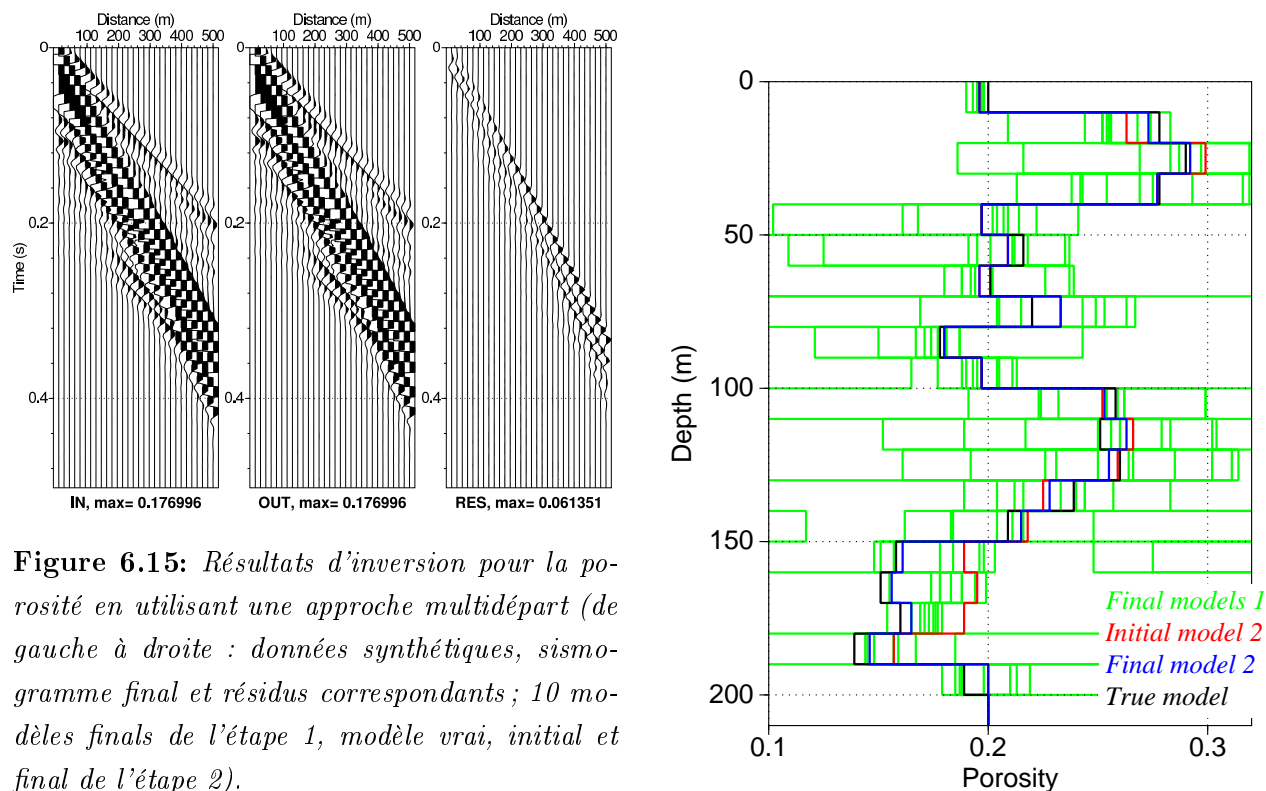 Distance (m)
100 200 300 400 500
Distance (m)
100 200 300 400 500
Distance (m)
100 200 300 400 500
0
0.2
0.4
Time (s)
0
0.2
0.4
0
0.2
0.4
IN, max= 0.176996
OUT, max= 0.176996
RES, max= 0.061351
Figure 6.15: Résultats d'inversion pour la po-
rosité en utilisant une approche multidépart (de
gauche à droite : données synthétiques, sismo-
gramme final et résidus correspondants ; 10 mo-
dèles finals de l'étape 1, modèle vrai, initial et
final de l'étape 2).
0
50
100
150
200
Depth (m)
0.1 0.2 0.3
Porosity
Final models 1
Initial model 2
Final model 2
True model